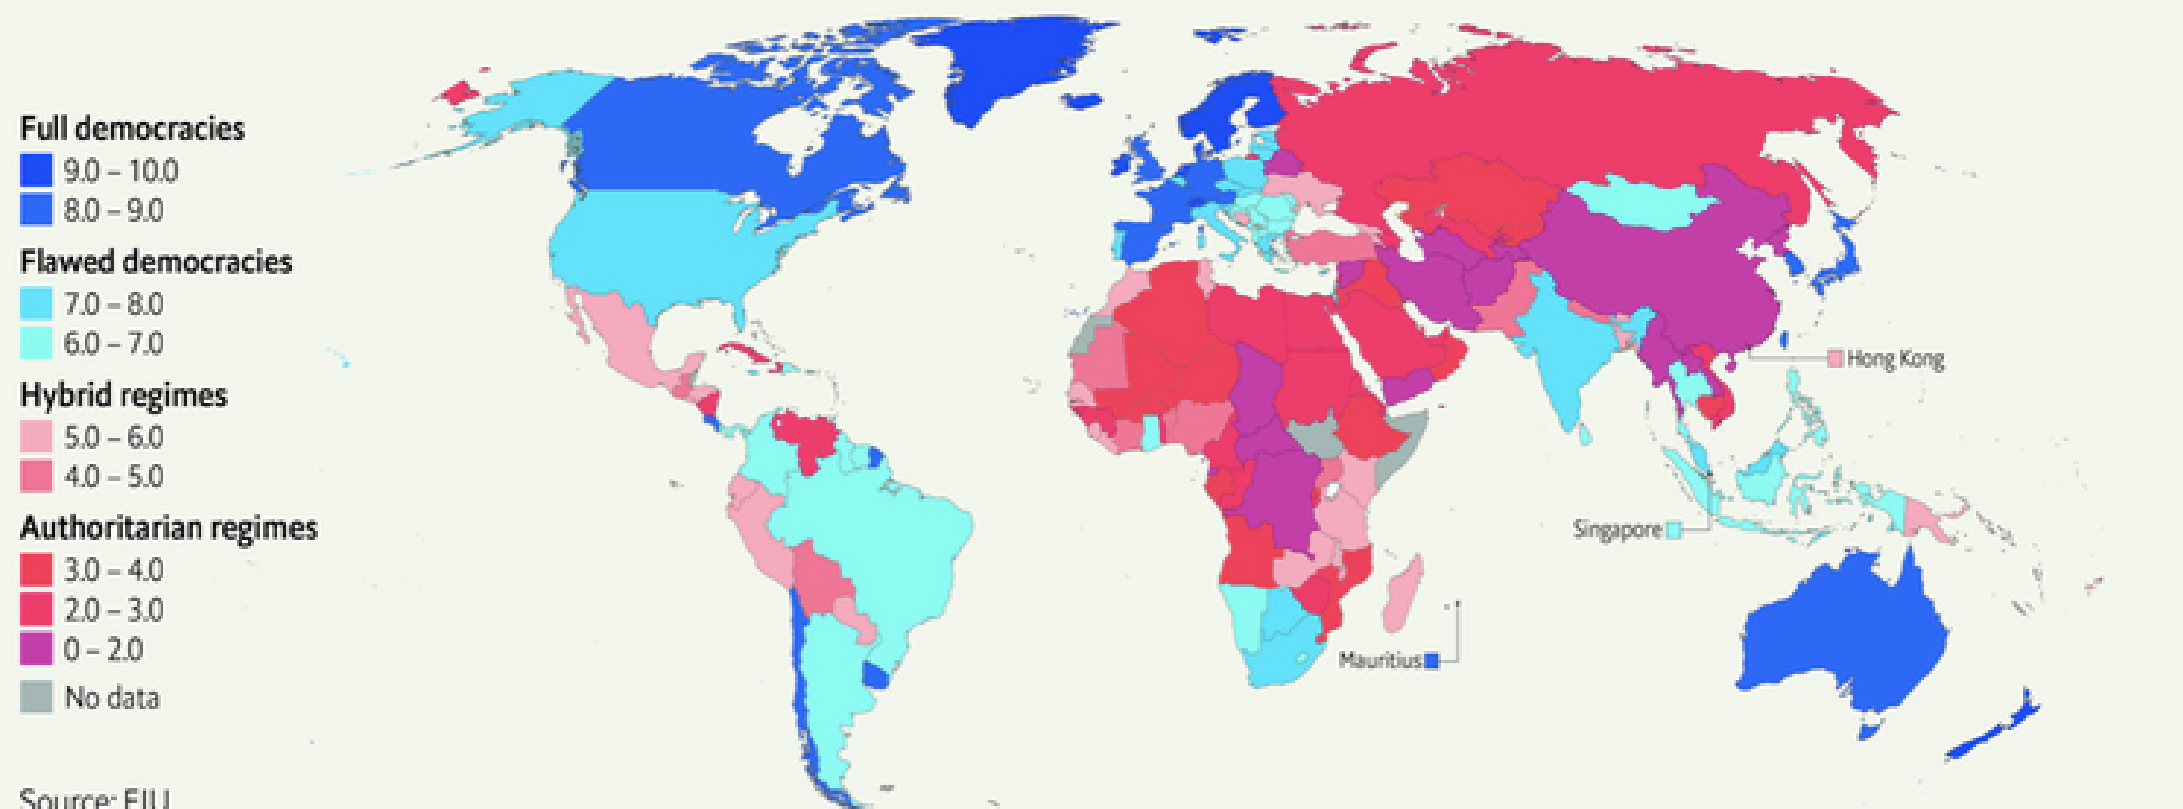 Full democracies
9.0 – 10.0
8.0 – 9.0
Flawed democracies
7.0 – 8.0
6.0 – 7.0
Hybrid regimes
5.0 – 6.0
4.0 – 5.0
Authoritarian regimes
3.0 – 4.0
2.0 – 3.0
0 – 2.0
No data
Source: EIU
Hong Kong
Singapore
Mauritius